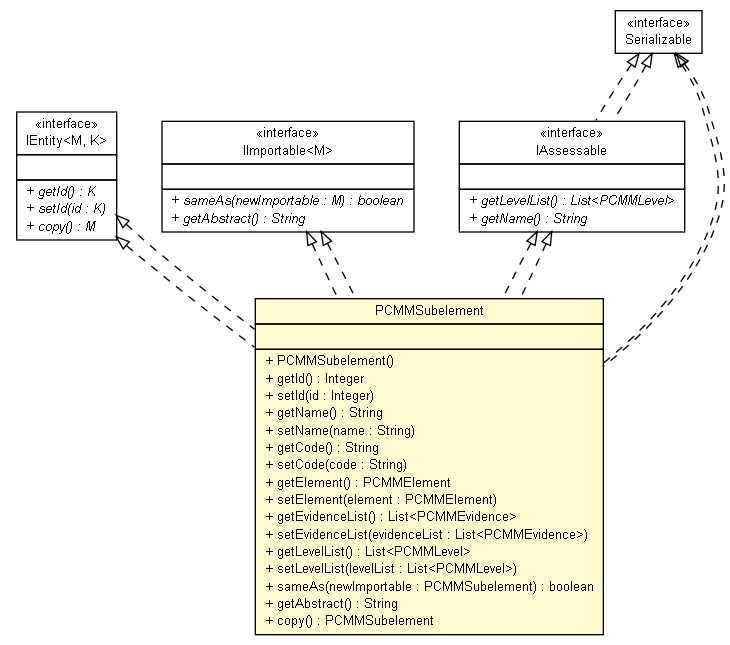 «interface»
Serializable
«interface»
IEntity<M, K>
+ getId() : K
+ setId(id : K)
+ copy() : M
«interface»
IImportable<M>
+ sameAs(newImportable : M) : boolean
+ getAbstract() : String
«interface»
IAssessable
+ getLevelList() : List<PCMMLevel>
+ getName() : String
PCMMSubelement
+ PCMMSubelement()
+ getId() : Integer
+ setId(id : Integer)
+ getName() : String
+ setName(name : String)
+ getCode() : String
+ setCode(code : String)
+ getElement() : PCMMElement
+ setElement(element : PCMMElement)
+ getEvidenceList() : List<PCMMEvidence>
+ setEvidenceList(evidenceList : List<PCMMEvidence>)
+ getLevelList() : List<PCMMLevel>
+ setLevelList(levelList : List<PCMMLevel>)
+ sameAs(newImportable : PCMMSubelement) : boolean
+ getAbstract() : String
+ copy() : PCMMSubelement